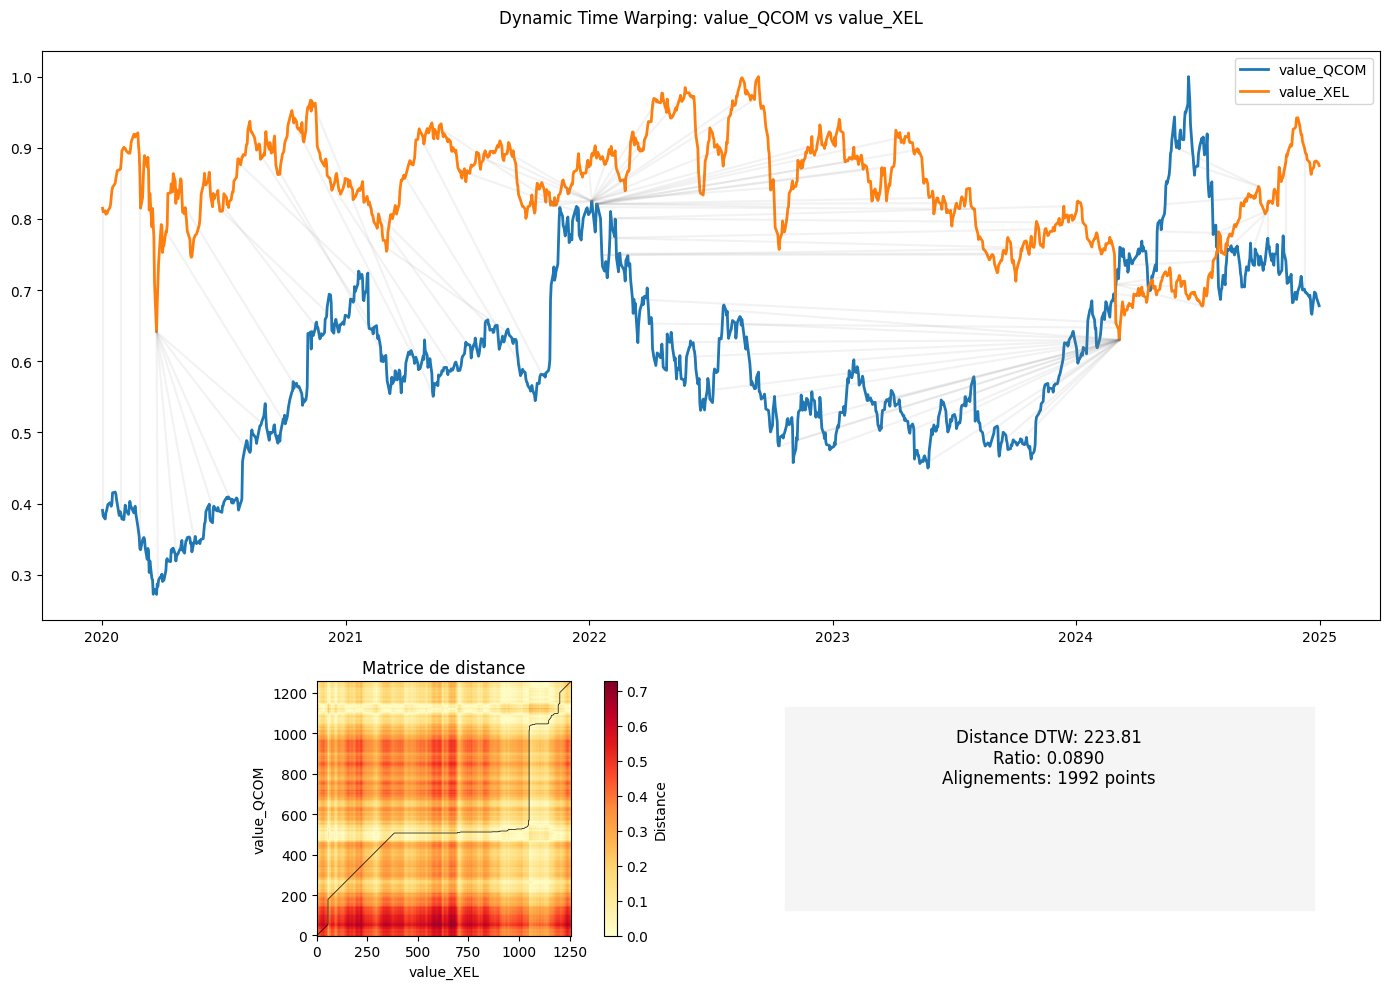 Dynamic Time Warping: value_QCOM vs value_XEL
value_QCOM
value_XEL
1.0
0.9
0.8
0.7
0.6
0.5
0.4
0.3
2020 2021 2022 2023 2024 2025
Matrice de distance
value_QCOM
1200
1000
800
600
400
200
0
0 250 500 750 1000 1250
value_XEL
0.7
0.6
0.5
0.4
0.3
0.2
0.1
0.0
Distance
Distance DTW: 223.81
Ratio: 0.0890
Alignements: 1992 points